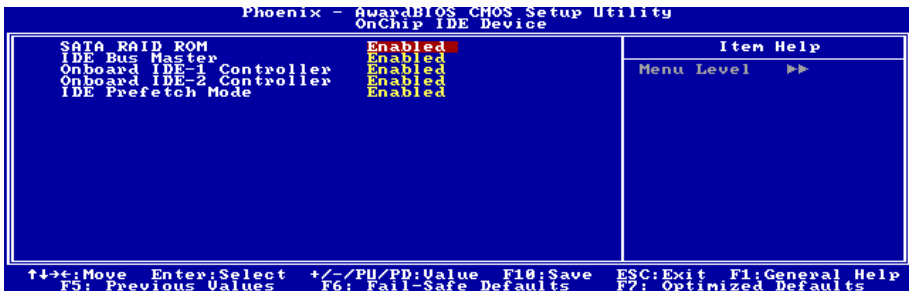 Phoenix - AwardBIOS CMOS Setup Utility
OnChip IDE Device
SATA RAID ROM Enabled
IDE Bus Master Enabled
Onboard IDE-1 Controller Enabled
Onboard IDE-2 Controller Enabled
IDE Prefetch Mode Enabled
Item Help
Menu Level ▶▶
↑↓→←:Move Enter:Select +/-/PU/PD:Value F10:Save ESC:Exit F1:General Help
F5: Previous Values F6: Fail-Safe Defaults F7: Optimized Defaults